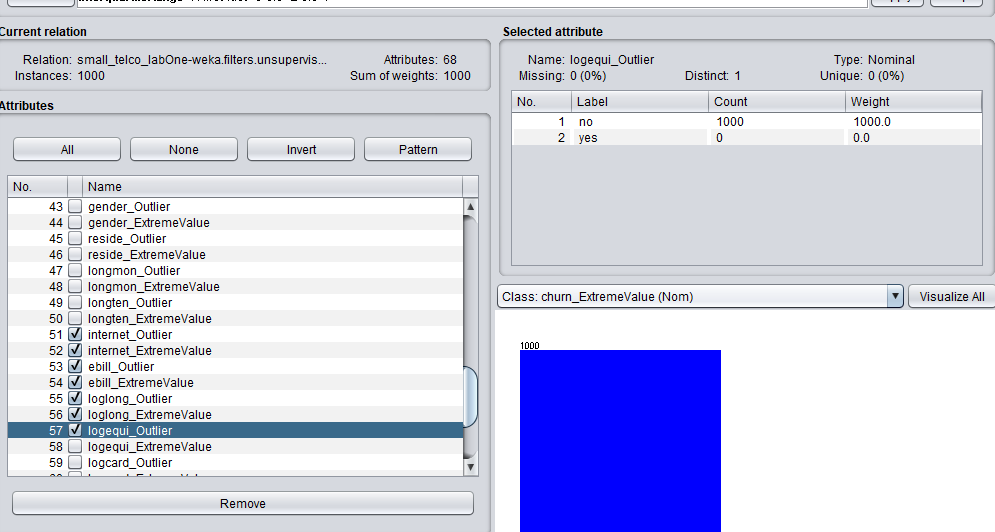 Current relation
Relation: small_telco_labOne-weka.filters.unsupervis... Attributes: 68
Instances: 1000 Sum of weights: 1000
Attributes
All None Invert Pattern
No. Name
43 gender_Outlier
44 gender_ExtremeValue
45 reside_Outlier
46 reside_ExtremeValue
47 longmon_Outlier
48 longmon_ExtremeValue
49 longten_Outlier
50 longten_ExtremeValue
51 internet_Outlier
52 internet_ExtremeValue
53 ebill_Outlier
54 ebill_ExtremeValue
55 loglong_Outlier
56 loglong_ExtremeValue
57 logequi_Outlier
58 logequi_ExtremeValue
59 logcard_Outlier
Remove
Selected attribute
Name: logequi_Outlier Type: Nominal
Missing: 0 (0%) Distinct: 1 Unique: 0 (0%)
No. Label Count Weight
1 no 1000 1000.0
2 yes 0 0.0
Class: churn_ExtremeValue (Nom) Visualize All
1000